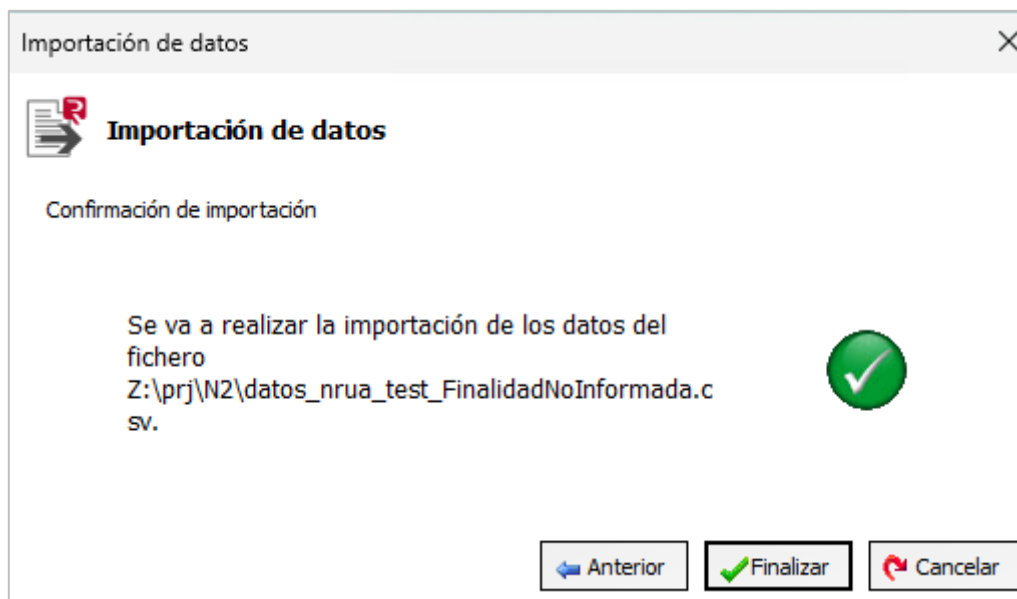 Importación de datos
Importación de datos
Confirmación de importación
Se va a realizar la importación de los datos del
fichero
Z:\prj\N2\datos_nrua_test_FinalidadNoInformada.c
sv.
Anterior
Finalizar
Cancelar